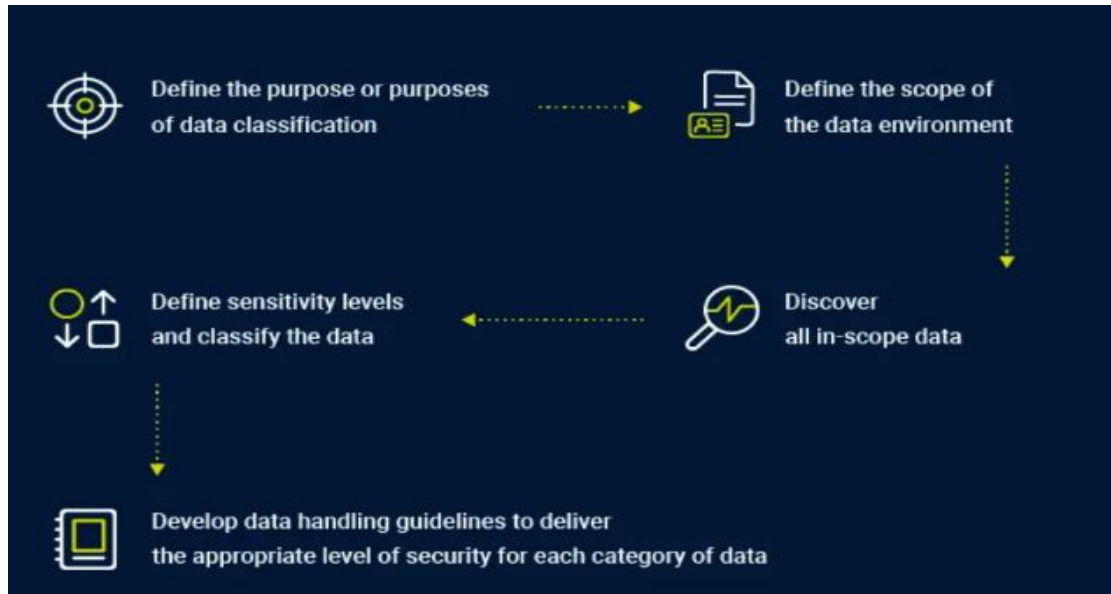 Define the purpose or purposes
of data classification
Define the scope of
the data environment
Discover
all in-scope data
Define sensitivity levels
and classify the data
Develop data handling guidelines to deliver
the appropriate level of security for each category of data